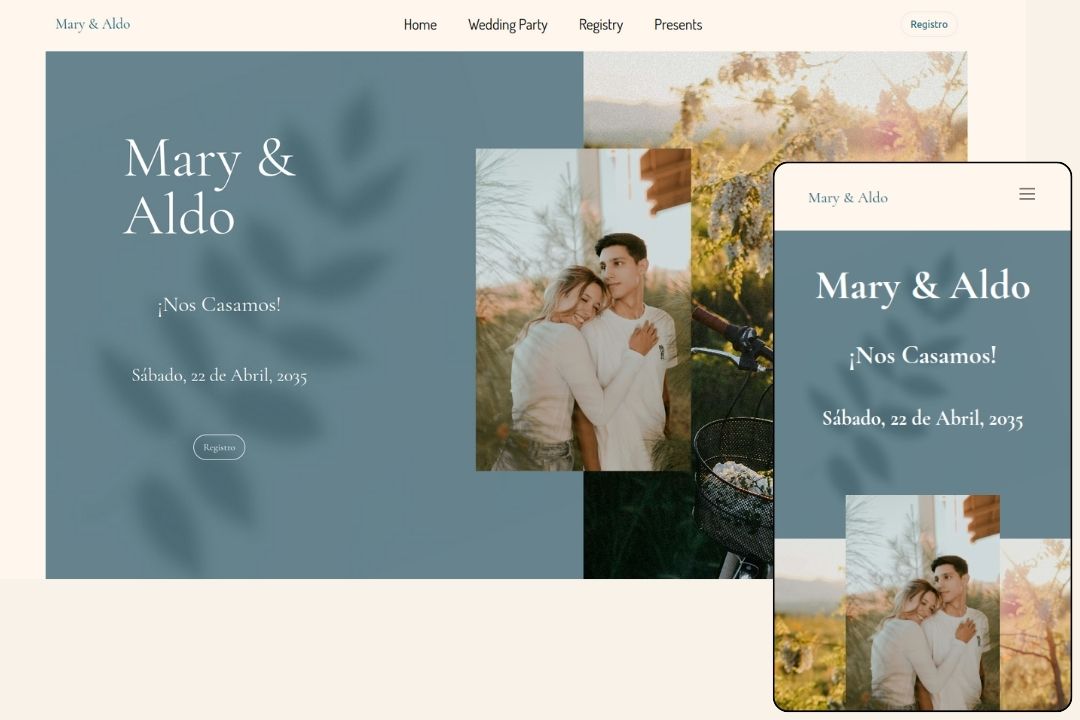 Mary & Aldo
Home Wedding Party Registry Presents
Registro
Mary &
Aldo
¡Nos Casamos!
Sábado, 22 de Abril, 2035
Registro
Mary & Aldo
Mary & Aldo
¡Nos Casamos!
Sábado, 22 de Abril, 2035